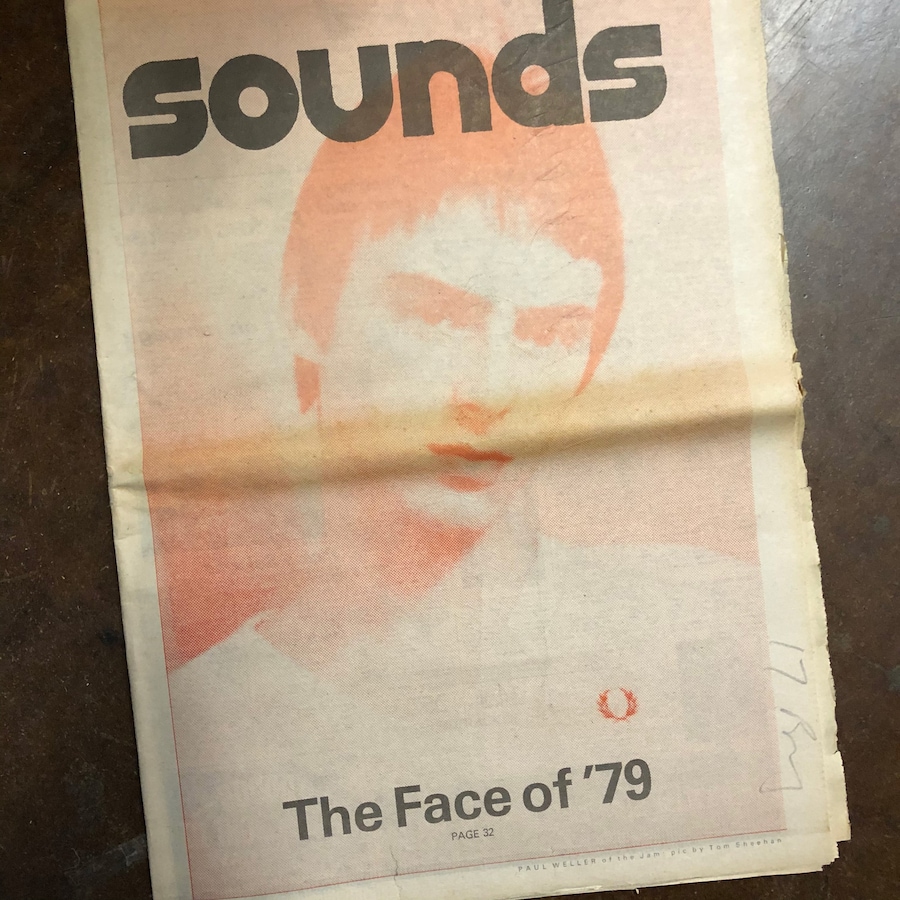 sounds
The Face of '79
PAGE 32
PAUL WELLER of the Jam: pic by Tom Sheehan